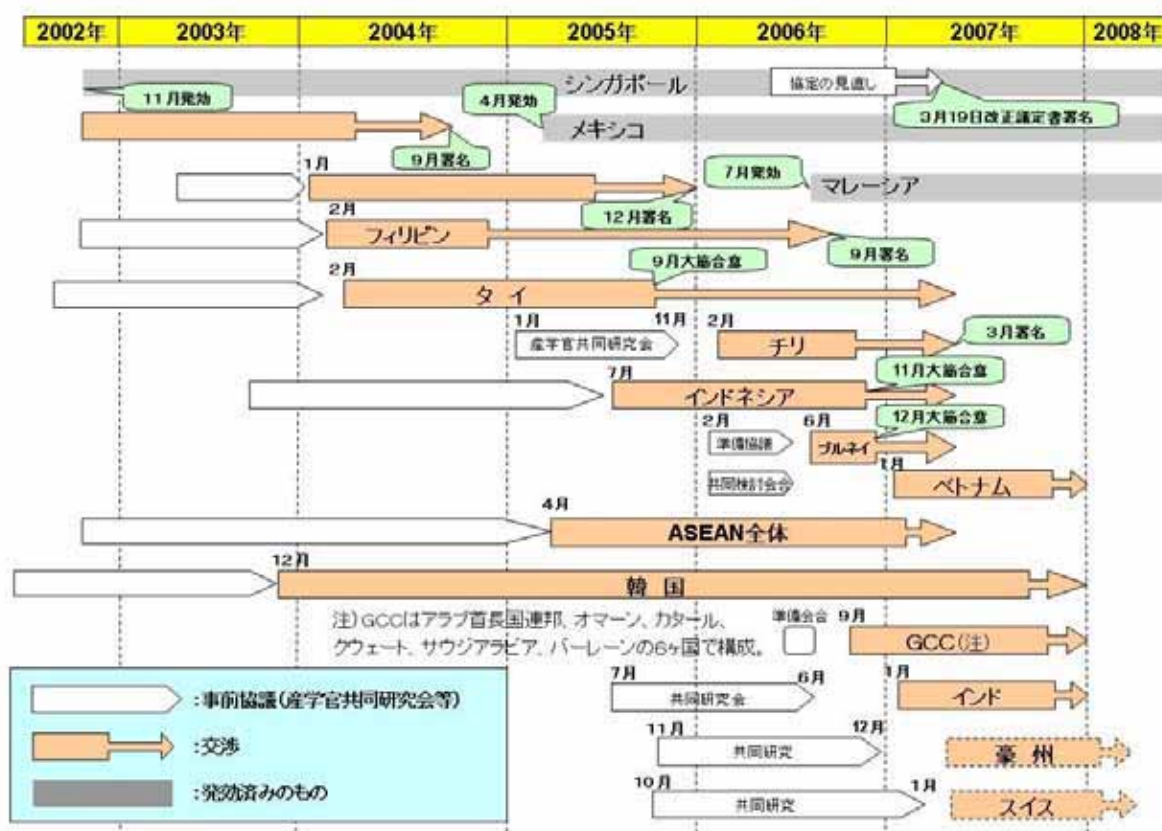 2002年 2003年 2004年 2005年 2006年 2007年 2008年
シンガポール
協定の見直し
11月発効
4月発効
3月19日改正議定書署名
メキシコ
9月署名
1月
7月発効
マレーシア
12月署名
2月
フィリピン
9月署名
9月大筋合意
2月
タイ
1月
11月
2月
3月署名
産学官共同研究会
チリ
7月
11月大筋合意
インドネシア
12月大筋合意
2月
6月
準備協議
ブルネイ
1月
共同検討会合
ベトナム
4月
ASEAN全体
12月
韓国
注)GCCはアラブ首長国連邦、オマーン、カタール、
クウェート、サウジアラビア、バーレーンの6ヶ国で構成。
準備会合
9月
GCC(注)
7月
6月
1月
共同研究会
インド
11月
12月
共同研究
豪州
10月
1月
共同研究
スイス
:事前協議(産学官共同研究会等)
:交渉
:発効済みのもの